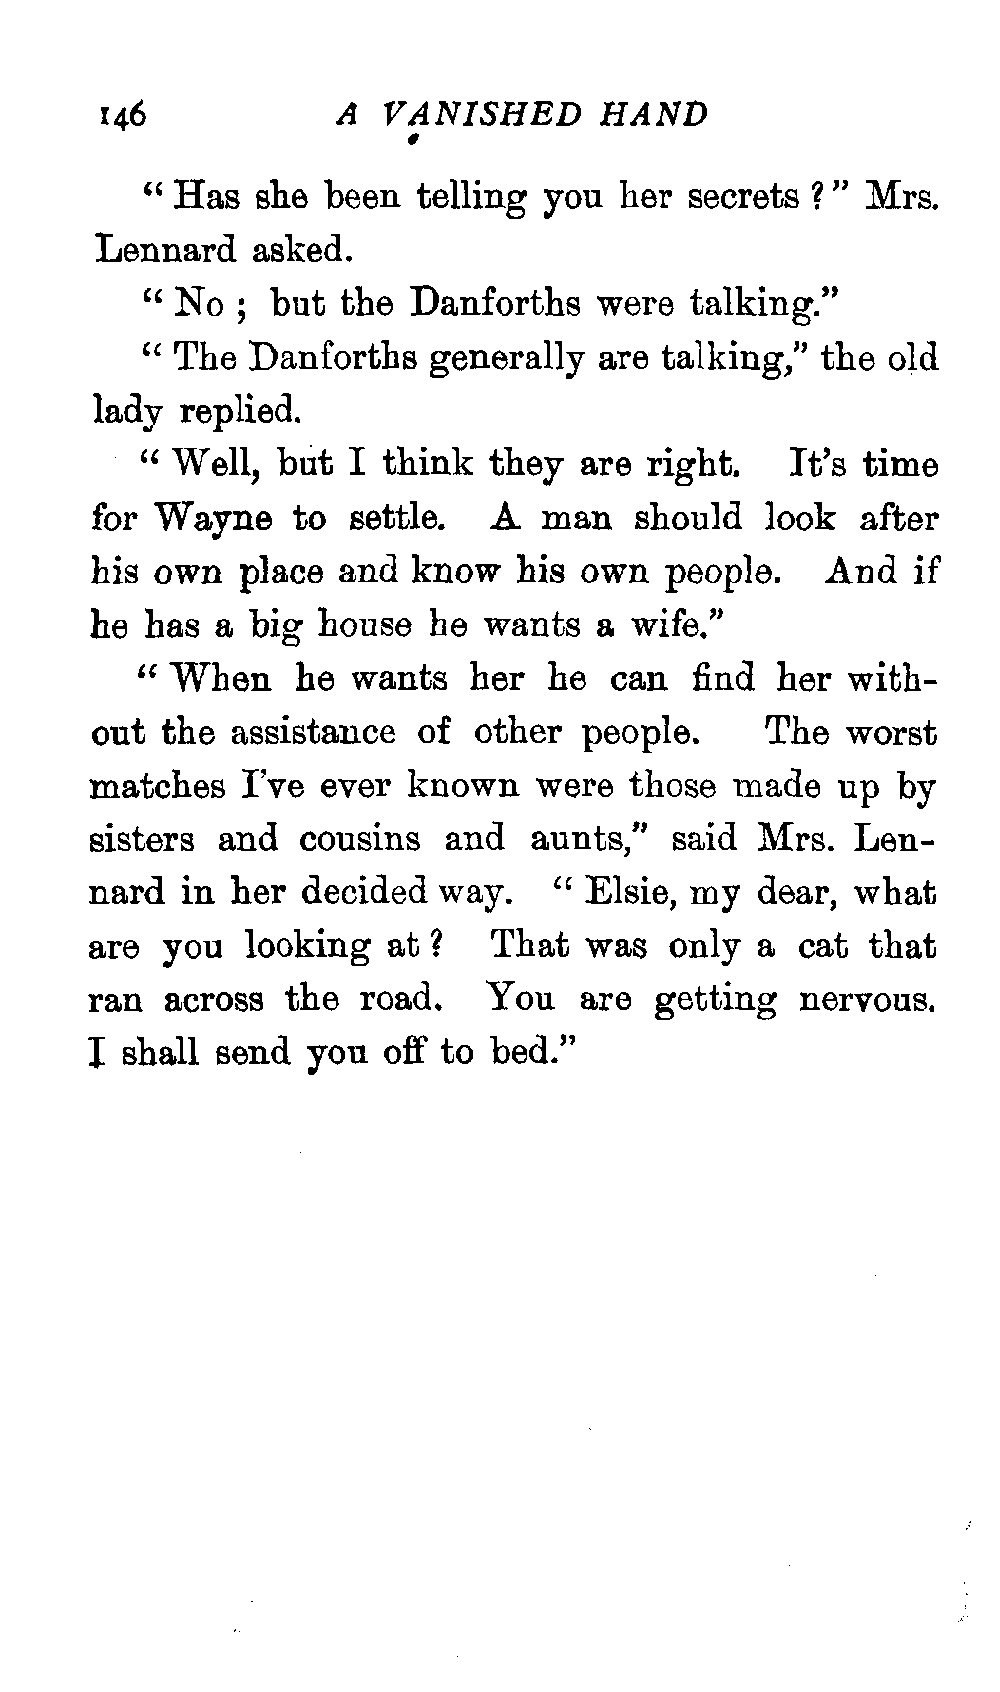 146 A VANISHED HAND
“ Has she been telling you her secrets ? ” Mrs.
Lennard asked.
“ No ; but the Danforths were talking.”
“ The Danforths generally are talking,” the old
lady replied.
“ Well, but I think they are right. It’s time
for Wayne to settle. A man should look after
his own place and know his own people. And if
he has a big house he wants a wife.”
“ When he wants her he can find her with-
out the assistance of other people. The worst
matches I’ve ever known were those made up by
sisters and cousins and aunts,” said Mrs. Len-
nard in her decided way. “ Elsie, my dear, what
are you looking at ? That was only a cat that
ran across the road. You are getting nervous.
I shall send you off to bed.”